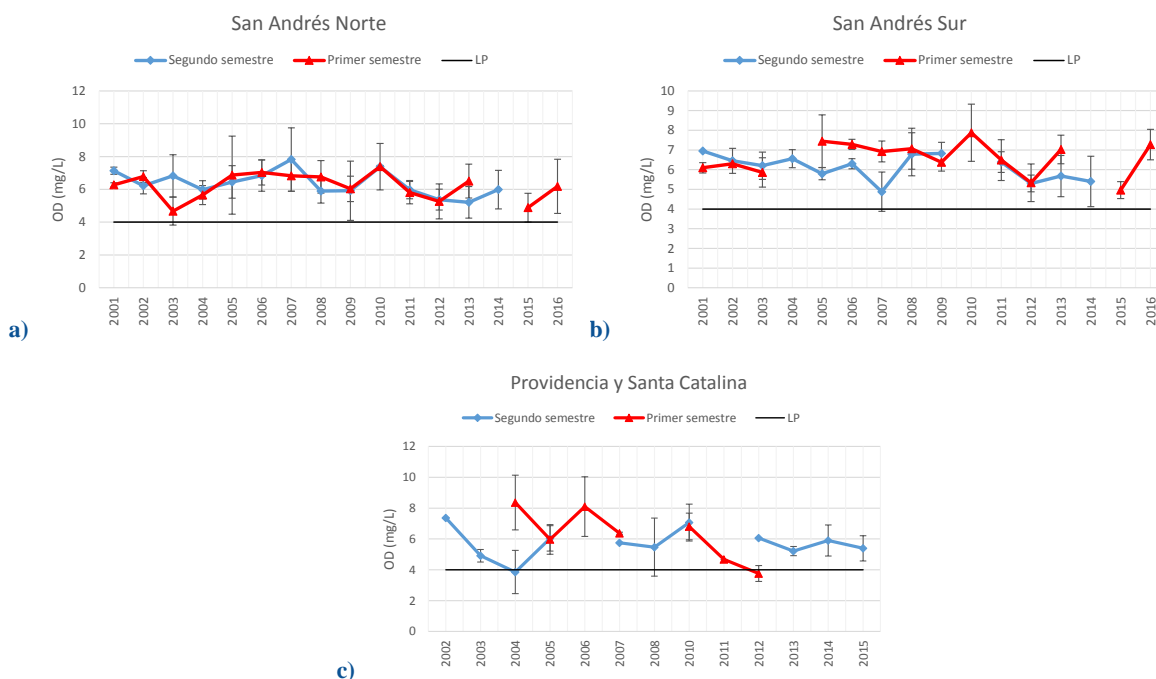 San Andrés Norte
Segundo semestre Primer semestre LP
OD (mg/L)
12
10
8
6
4
2
0
2001 2002 2003 2004 2005 2006 2007 2008 2009 2010 2011 2012 2013 2014 2015 2016
a)
San Andrés Sur
Segundo semestre Primer semestre LP
OD (mg/L)
10
9
8
7
6
5
4
3
2
1
0
2001 2002 2003 2004 2005 2006 2007 2008 2009 2010 2011 2012 2013 2014 2015 2016
b)
Providencia y Santa Catalina
Segundo semestre Primer semestre LP
OD (mg/L)
12
10
8
6
4
2
0
2002 2003 2004 2005 2006 2007 2008 2010 2011 2012 2013 2014 2015
c)